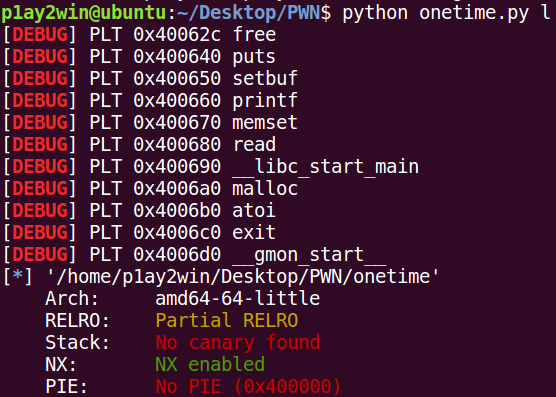 p1ay2win@ubuntu:~/Desktop/PWN$ python onetime.py l
[DEBUG] PLT 0x40062c free
[DEBUG] PLT 0x400640 puts
[DEBUG] PLT 0x400650 setbuf
[DEBUG] PLT 0x400660 printf
[DEBUG] PLT 0x400670 memset
[DEBUG] PLT 0x400680 read
[DEBUG] PLT 0x400690 __libc_start_main
[DEBUG] PLT 0x4006a0 malloc
[DEBUG] PLT 0x4006b0 atoi
[DEBUG] PLT 0x4006c0 exit
[DEBUG] PLT 0x4006d0 __gmon_start__
[*] '/home/p1ay2win/Desktop/PWN/onetime'
    Arch:     amd64-64-little
    RELRO:    Partial RELRO
    Stack:    No canary found
    NX:       NX enabled
    PIE:      No PIE (0x400000)